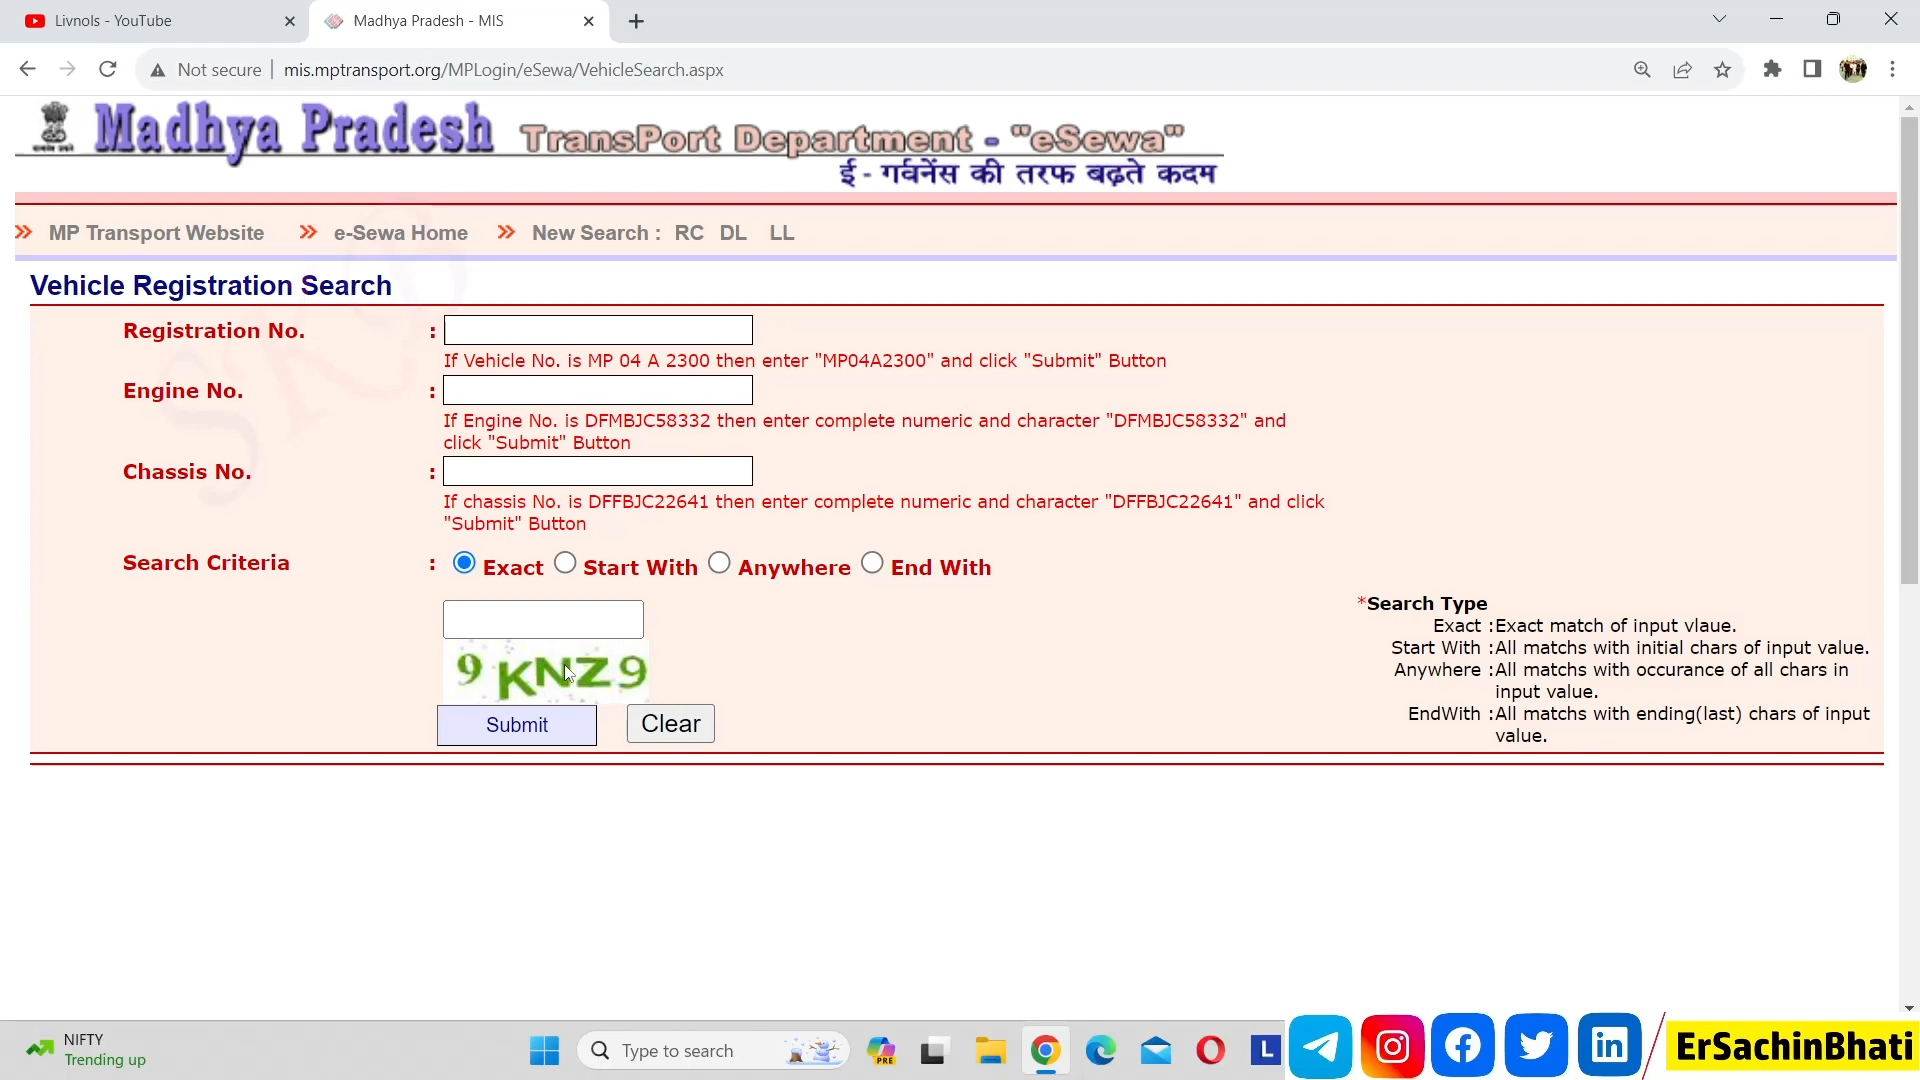 Livnols - YouTube
Madhya Pradesh - MIS
Not secure
mis.mptransport.org/MPLogin/eSewa/VehicleSearch.aspx
Madhya Pradesh TransPort Department - "eSewa"
ई - गर्वनेंस की तरफ बढ़ते कदम
MP Transport Website
e-Sewa Home
New Search : RC DL LL
Vehicle Registration Search
Registration No. :
If Vehicle No. is MP 04 A 2300 then enter "MP04A2300" and click "Submit" Button
Engine No. :
If Engine No. is DFMBJC58332 then enter complete numeric and character "DFMBJC58332" and
click "Submit" Button
Chassis No. :
If chassis No. is DFFBJC22641 then enter complete numeric and character "DFFBJC22641" and click
"Submit" Button
Search Criteria : Exact Start With Anywhere End With
9KNZ9
Submit Clear
*Search Type
Exact :Exact match of input vlaue.
Start With :All matchs with initial chars of input value.
Anywhere :All matchs with occurance of all chars in
input value.
EndWith :All matchs with ending(last) chars of input
value.
NIFTY
Trending up
Type to search
PRE
L
in
ErSachinBhati